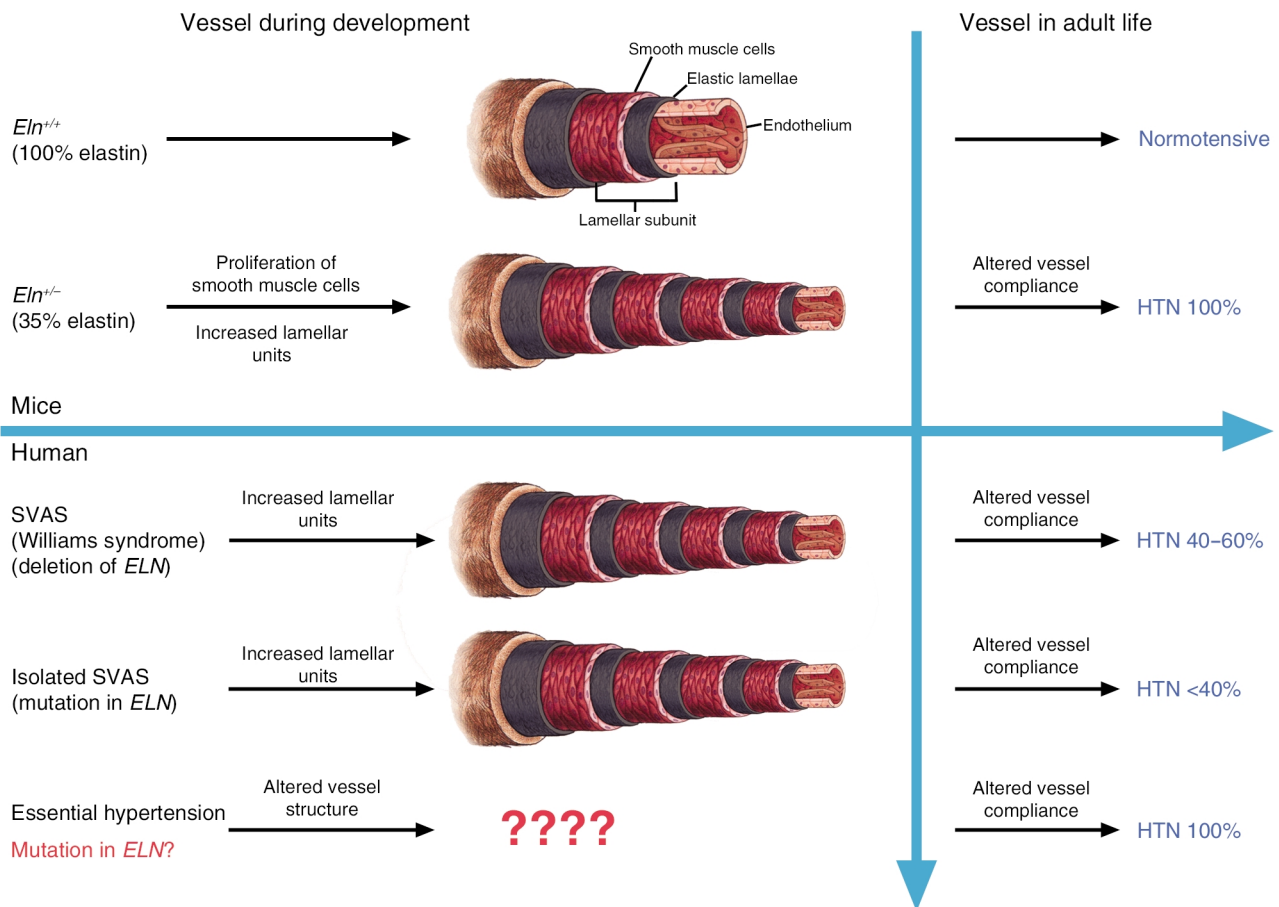 Vessel during development
Vessel in adult life
Smooth muscle cells
Elastic lamellae
Endothelium
Lamellar subunit
Eln+/+
(100% elastin)
Normotensive
Eln+/–
(35% elastin)
Proliferation of
smooth muscle cells
Increased lamellar
units
Altered vessel
compliance
HTN 100%
Mice
Human
SVAS
(Williams syndrome)
(deletion of ELN)
Increased lamellar
units
Altered vessel
compliance
HTN 40–60%
Isolated SVAS
(mutation in ELN)
Increased lamellar
units
Altered vessel
compliance
HTN <40%
Essential hypertension
Mutation in ELN?
Altered vessel
structure
????
Altered vessel
compliance
HTN 100%